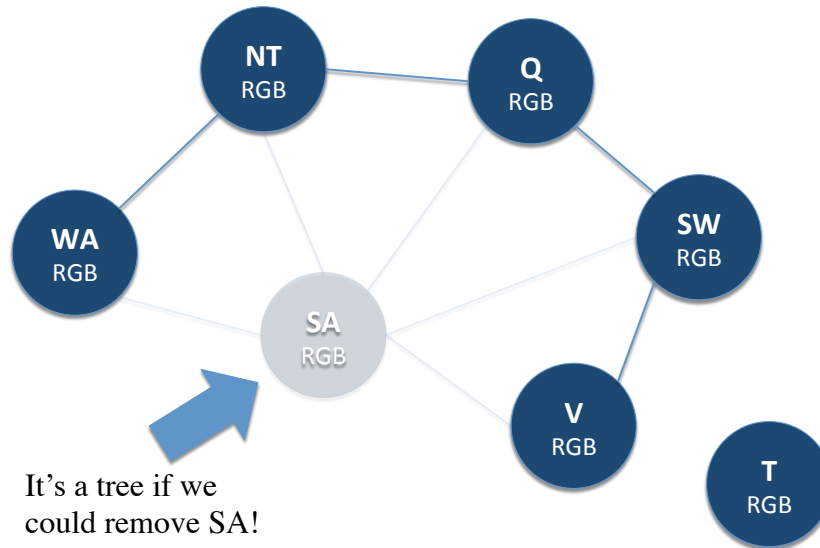 NT
RGB
Q
RGB
WA
RGB
SW
RGB
SA
RGB
V
RGB
T
RGB
It’s a tree if we
could remove SA!